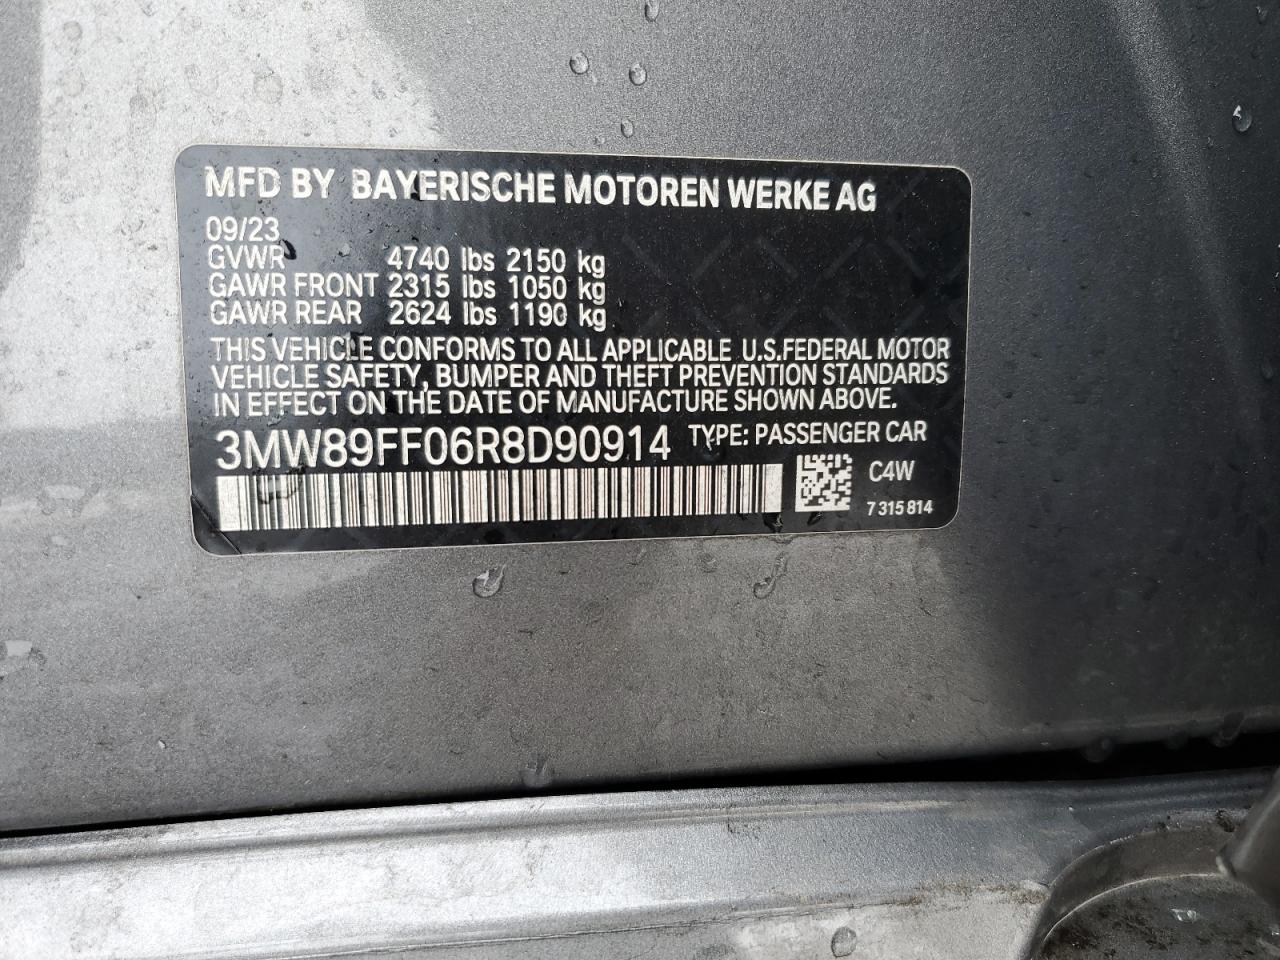 MFD BY BAYERISCHE MOTOREN WERKE AG
09/23
GVWR 4740 lbs 2150 kg
GAWR FRONT 2315 lbs 1050 kg
GAWR REAR 2624 lbs 1190 kg
THIS VEHICLE CONFORMS TO ALL APPLICABLE U.S.FEDERAL MOTOR
VEHICLE SAFETY, BUMPER AND THEFT PREVENTION STANDARDS
IN EFFECT ON THE DATE OF MANUFACTURE SHOWN ABOVE.
3MW89FF06R8D90914 TYPE: PASSENGER CAR
C4W
7 315 814